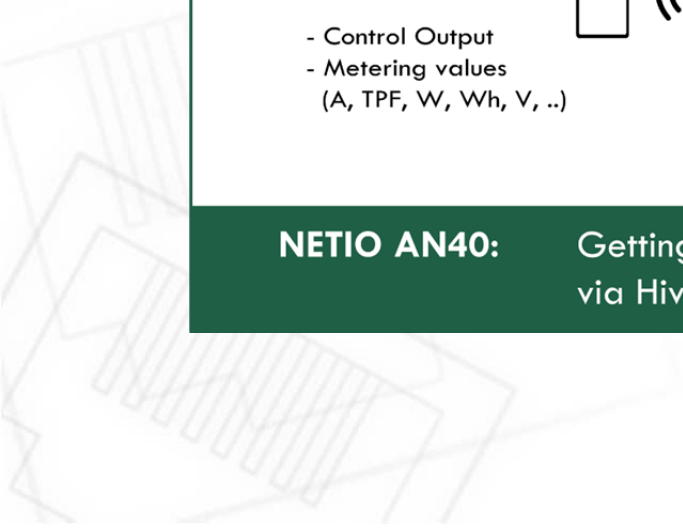 - Control Output
- Metering values
(A, TPF, W, Wh, V, ..)
NETIO AN40: Getting
via Hiv